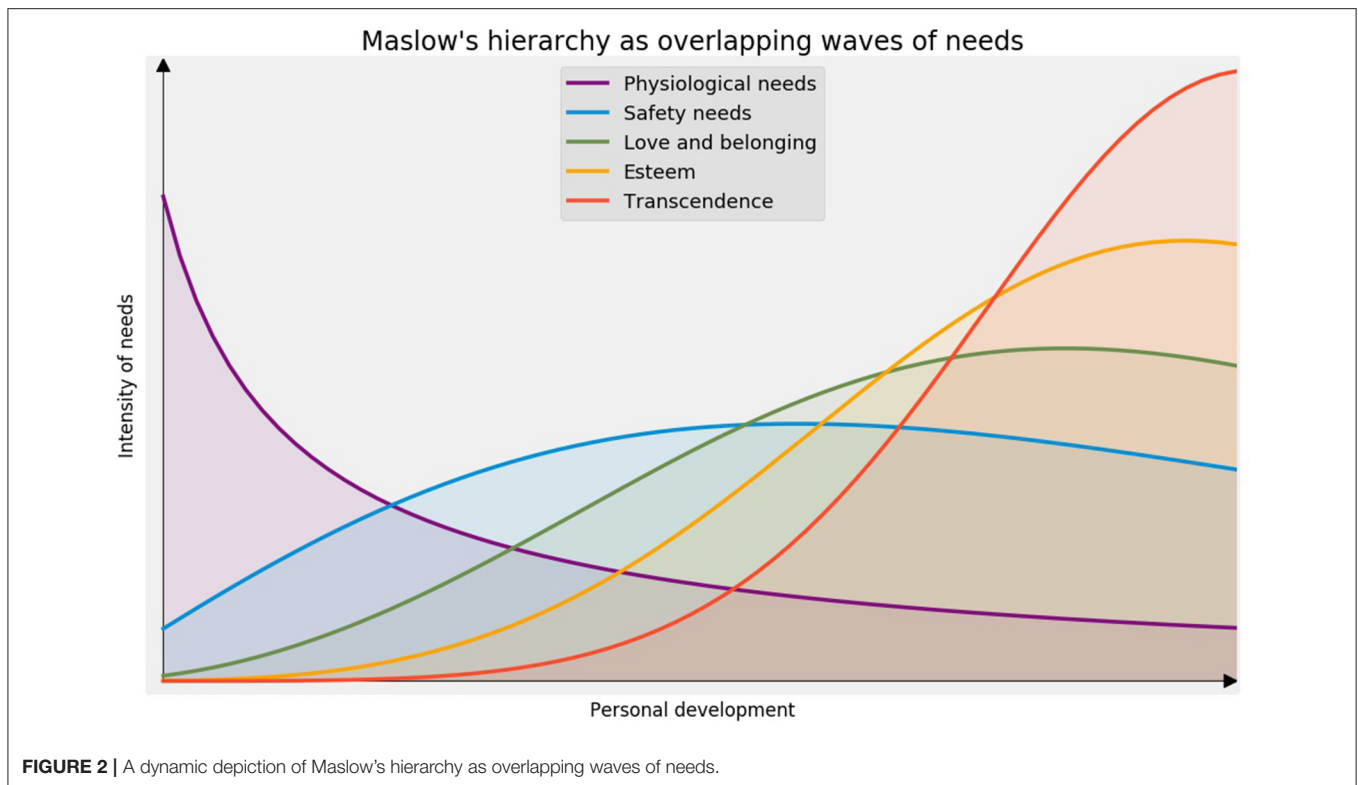 Maslow's hierarchy as overlapping waves of needs
Physiological needs
Safety needs
Love and belonging
Esteem
Transcendence
Intensity of needs
Personal development
FIGURE 2 | A dynamic depiction of Maslow’s hierarchy as overlapping waves of needs.